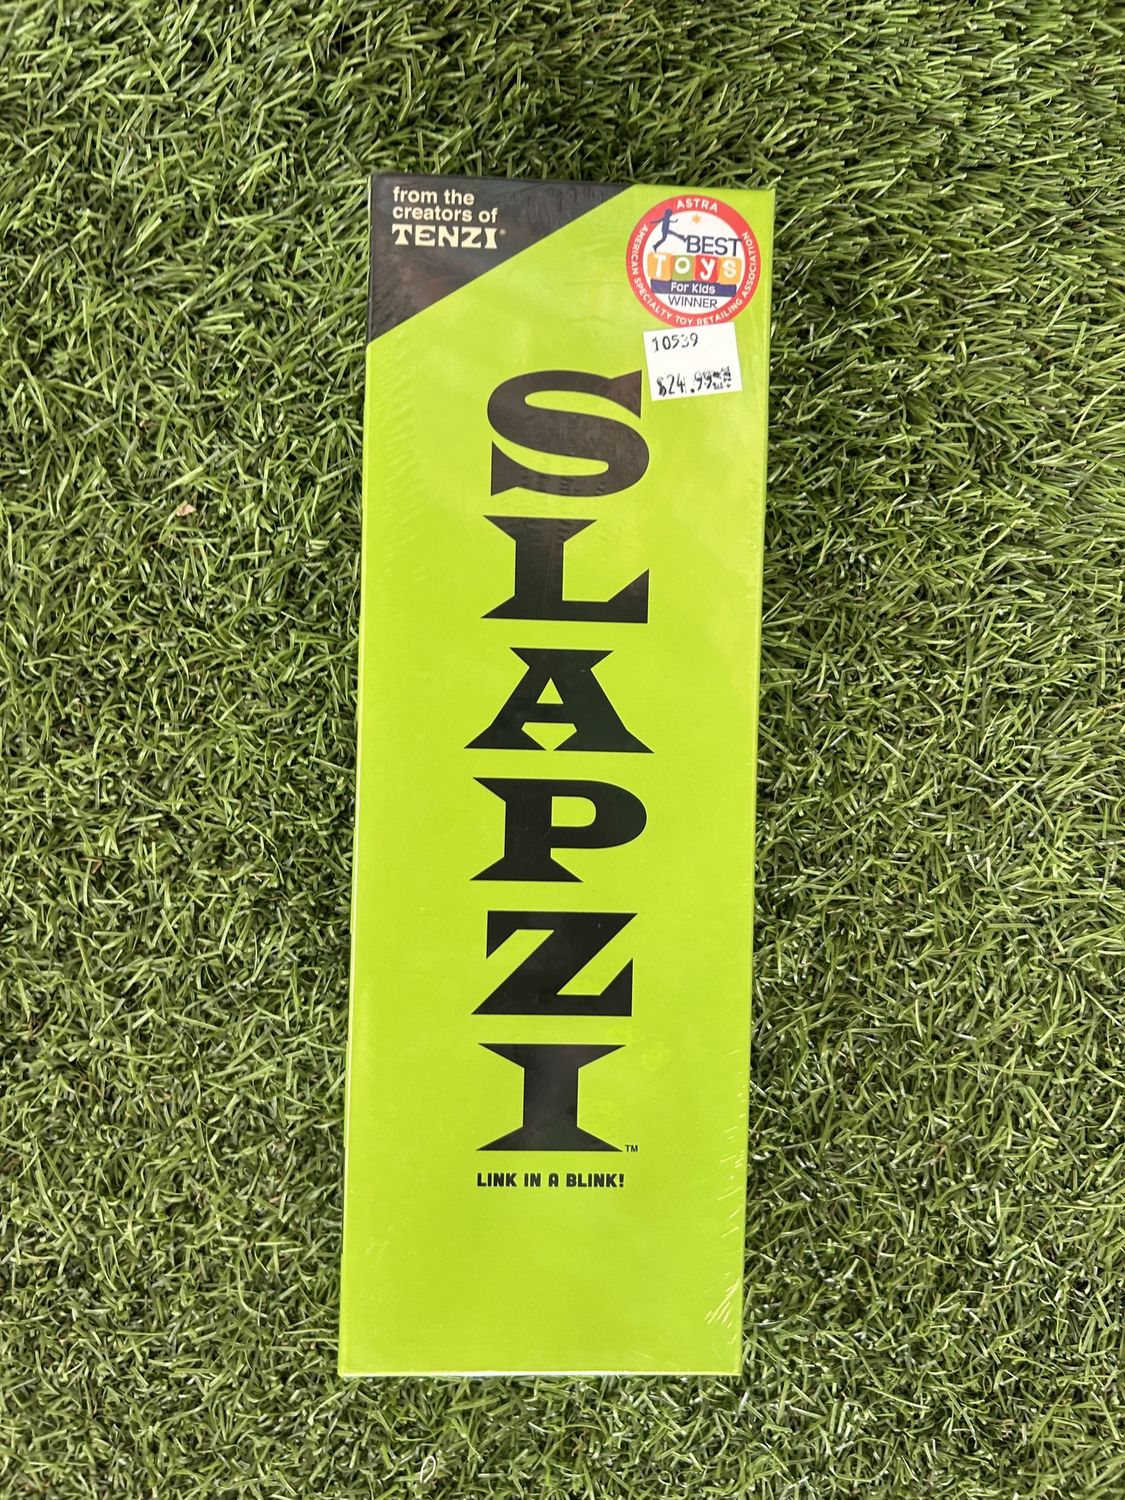 from the
creators of
TENZI®
ASTRA
AMERICAN SPECIALTY TOY RETAILING ASSOCIATION
BEST
TOYS
For Kids
WINNER
10539
$24.99
SLAPZI™
LINK IN A BLINK!